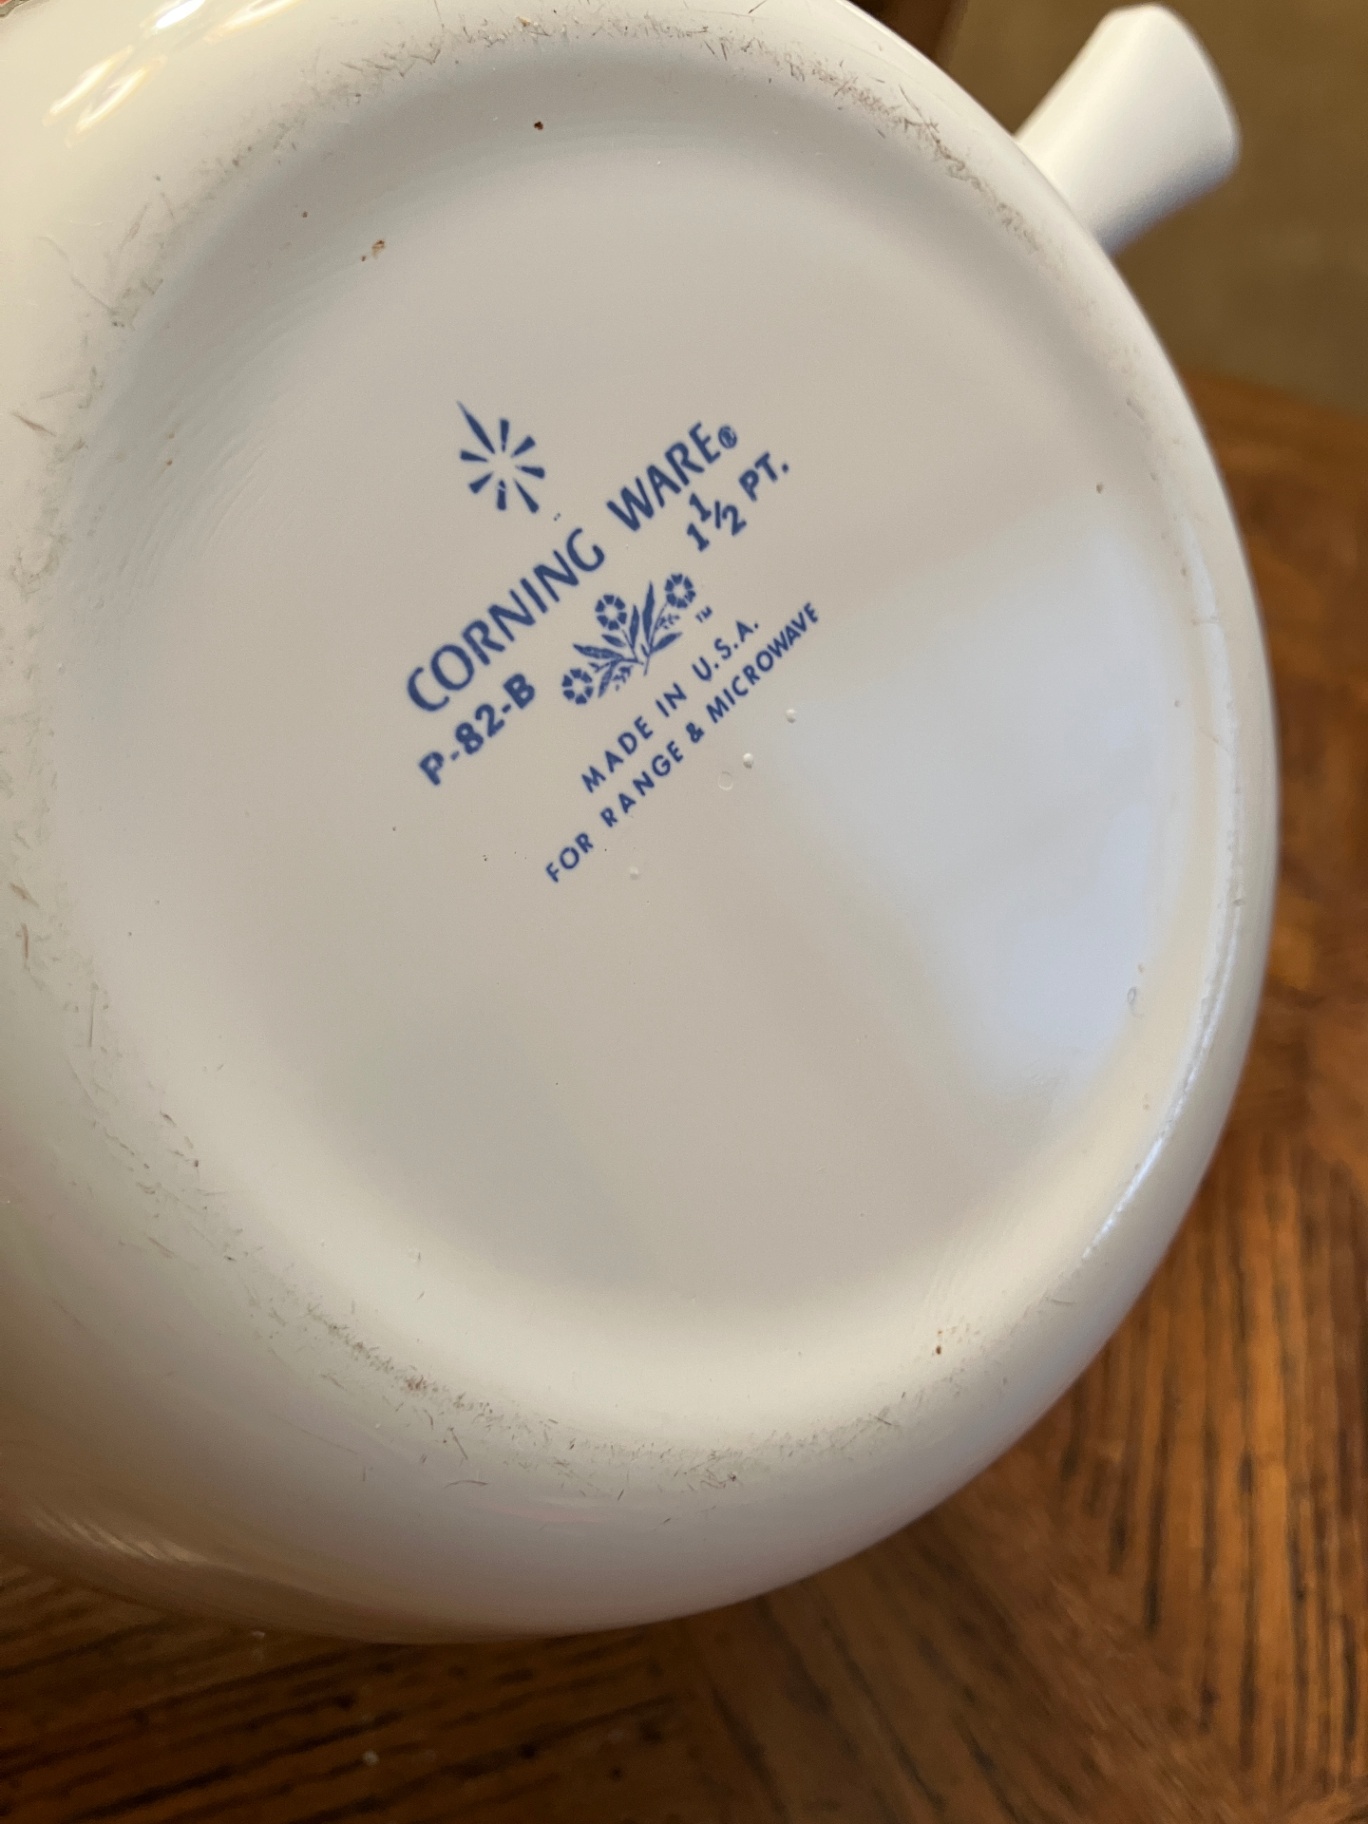 CORNING WARE®
P-82-B 1 1/2 PT.
™
MADE IN U.S.A.
FOR RANGE & MICROWAVE